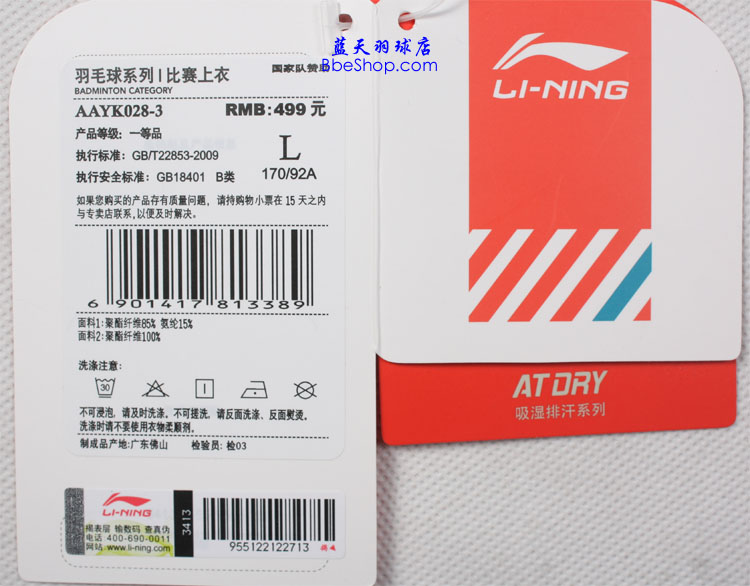 蓝天羽球店
BbeShop.com
羽毛球系列 | 比赛上衣
国家队赞助
BADMINTON CATEGORY
AAYK028-3
RMB: 499 元
产品等级: 一等品
执行标准: GB/T22853-2009
L
执行安全标准: GB18401 B类
170/92A
如果您购买的产品存有质量问题, 请持购物小票在 15 天之内
与专卖店联系, 以便及时解决。
6 901417 813389
面料1: 聚酯纤维85% 氨纶15%
面料2: 聚酯纤维100%
洗涤注意:
30
不可浸泡, 请及时洗涤。不可搓洗, 请反面洗涤、反面熨烫。
洗涤时请不要使用衣物柔顺剂。
制成品产地: 广东佛山 检验员: 检03
LI-NING
揭表层 输数码 查真伪
电话 400-690-0011
网站 www.li-ning.com
3413
955122122713
LI-NING
AT DRY
吸湿排汗系列